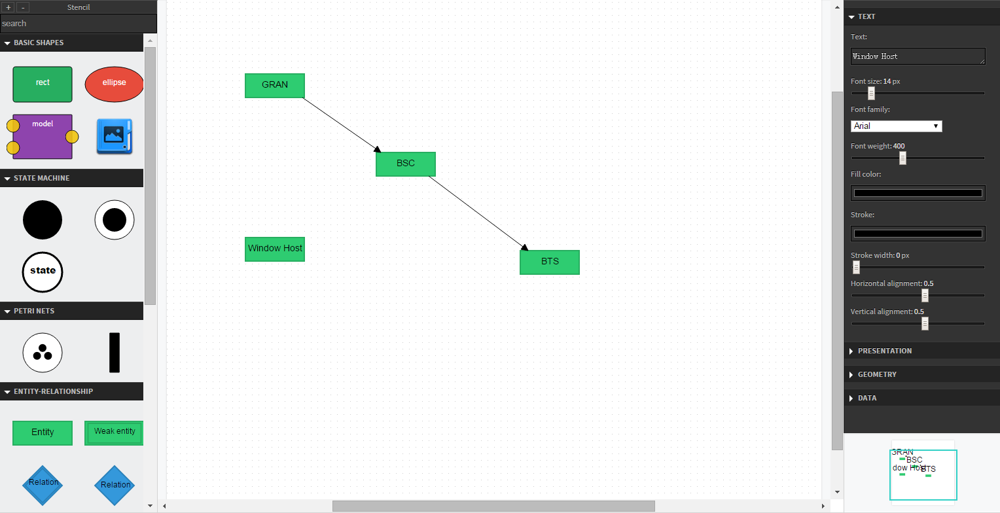 + - Stencil
search
BASIC SHAPES
rect ellipse
model
STATE MACHINE
state
PETRI NETS
ENTITY-RELATIONSHIP
Entity Weak entity
Relation Relation
GRAN
BSC
Window Host
BTS
TEXT
Text:
Window Host
Font size: 14 px
Font family:
Arial
Font weight: 400
Fill color:
Stroke:
Stroke width: 0 px
Horizontal alignment: 0.5
Vertical alignment: 0.5
PRESENTATION
GEOMETRY
DATA
GRAN
BSC
dow Host
BTS